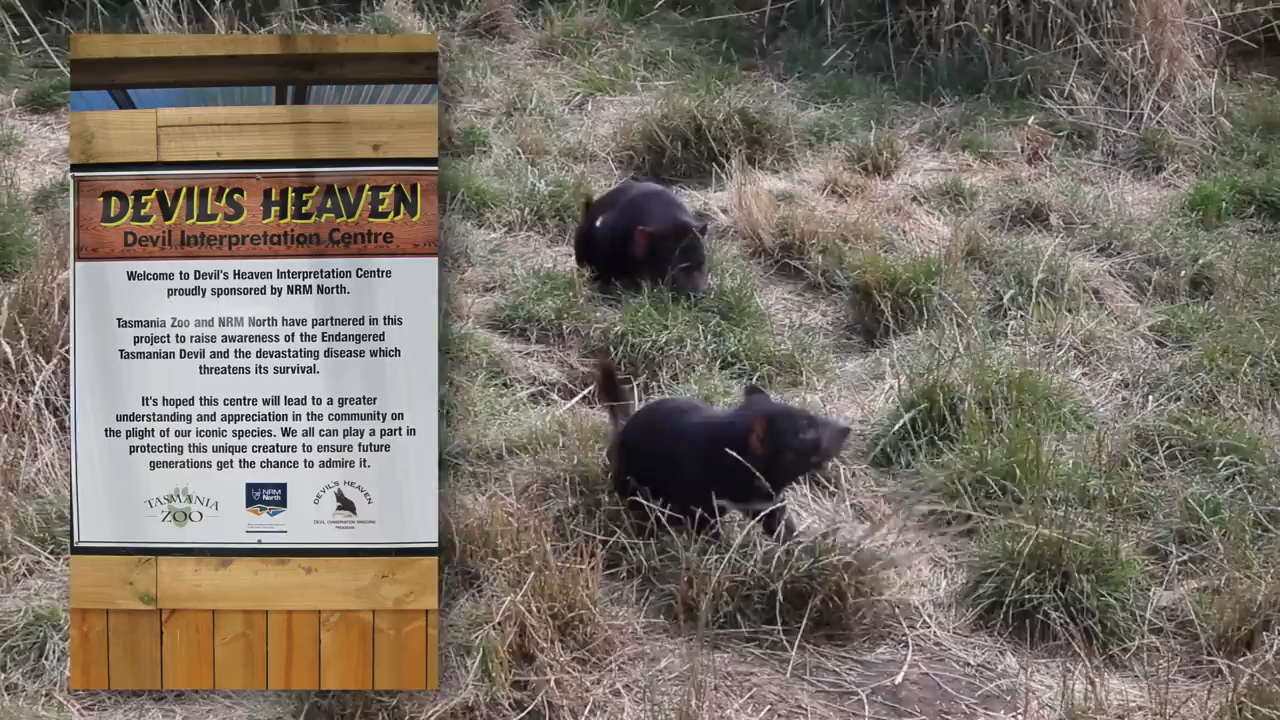 DEVIL'S HEAVEN
Devil Interpretation Centre
Welcome to Devil's Heaven Interpretation Centre
proudly sponsored by NRM North.
Tasmania Zoo and NRM North have partnered in this
project to raise awareness of the Endangered
Tasmanian Devil and the devastating disease which
threatens its survival.
It's hoped this centre will lead to a greater
understanding and appreciation in the community on
the plight of our iconic species. We all can play a part in
protecting this unique creature to ensure future
generations get the chance to admire it.
TASMANIA
ZOO
NRM
North
DEVIL'S HEAVEN
DEVIL CONSERVATION BREEDING
PROGRAM